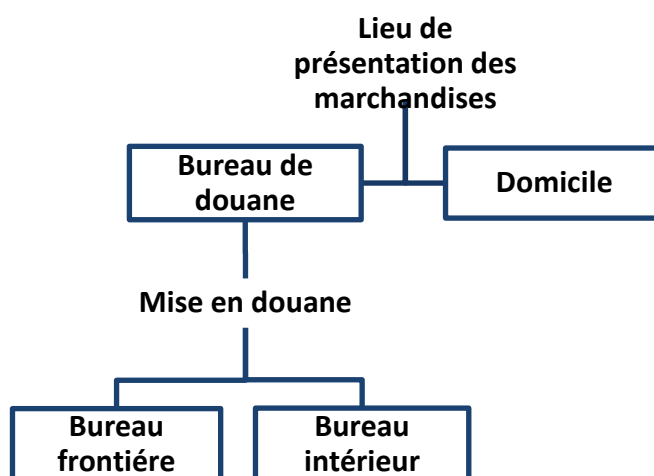 Lieu de
présentation des
marchandises
Bureau de
douane
Domicile
Mise en douane
Bureau
frontiére
Bureau
intérieur